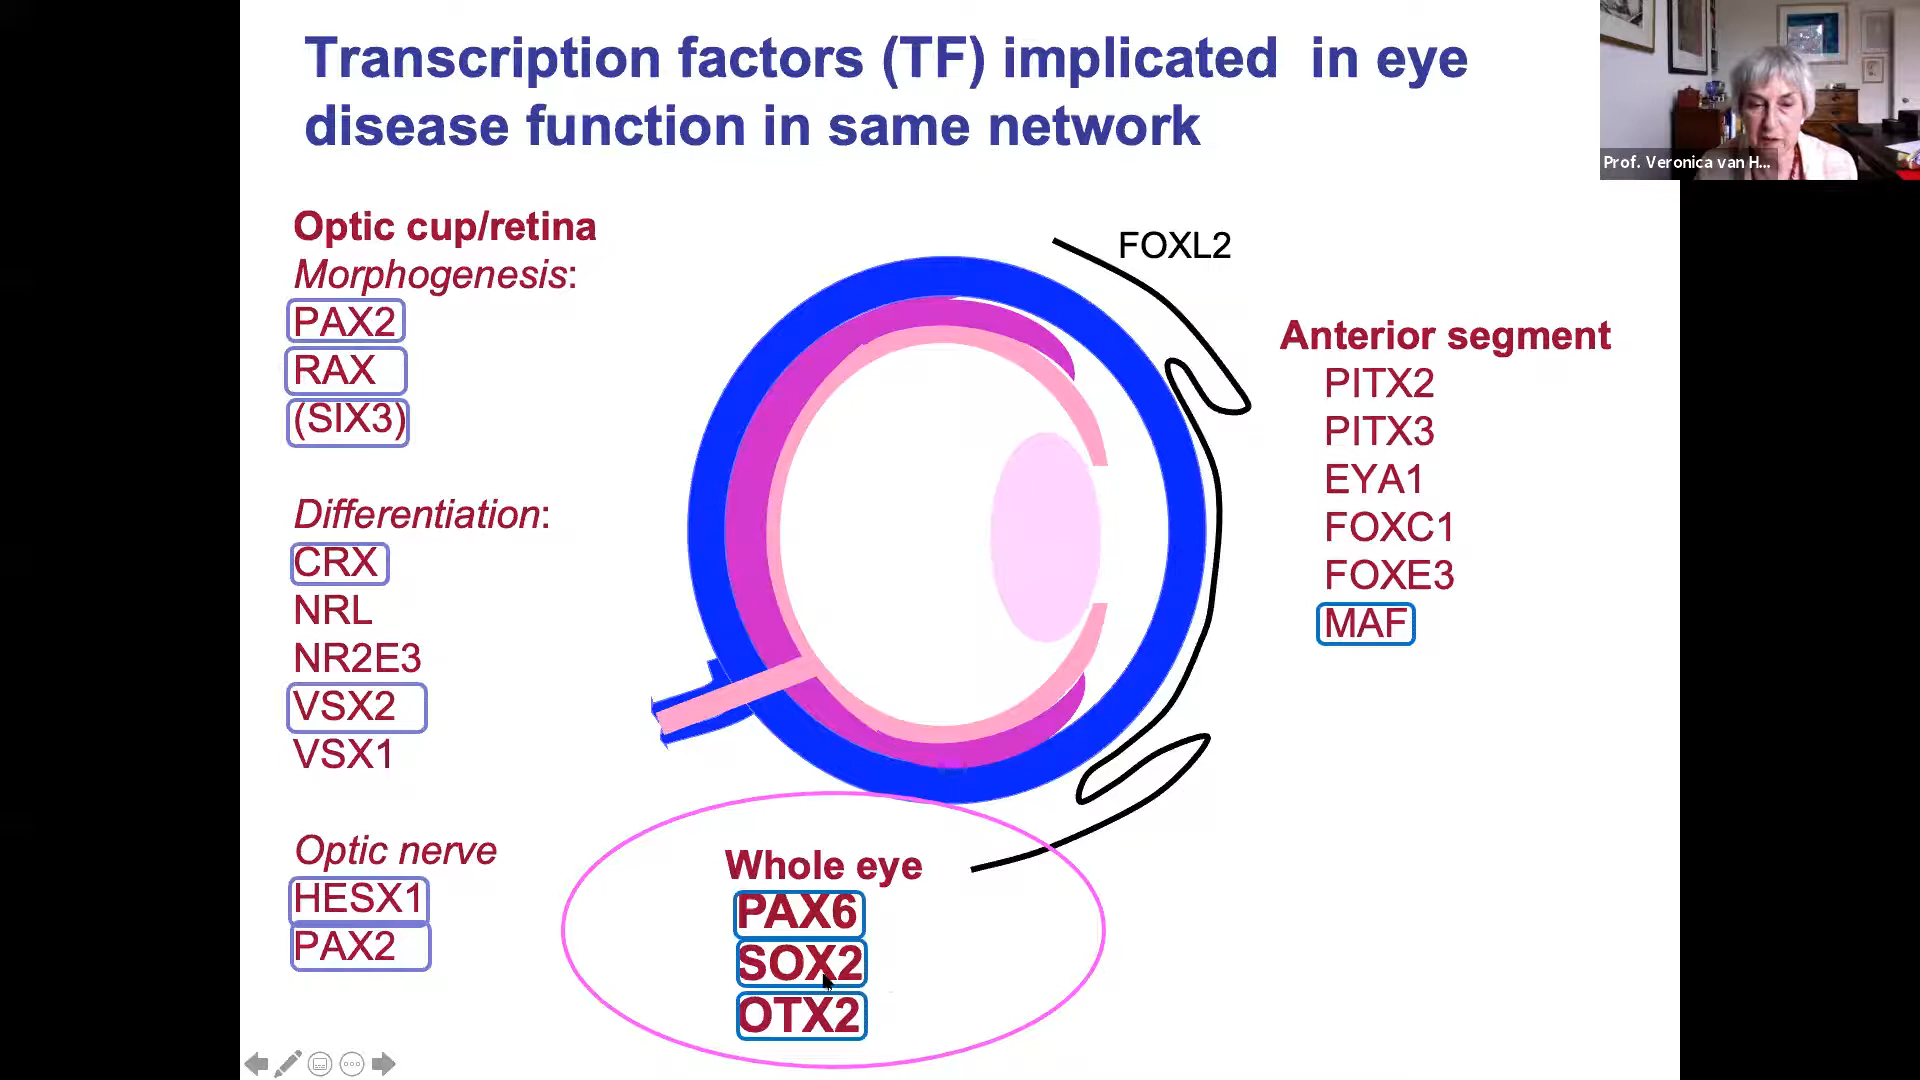 Transcription factors (TF) implicated  in eye
disease function in same network
Prof. Veronica van H...
Optic cup/retina
Morphogenesis:
PAX2
RAX
(SIX3)
Differentiation:
CRX
NRL
NR2E3
VSX2
VSX1
Optic nerve
HESX1
PAX2
FOXL2
Anterior segment
PITX2
PITX3
EYA1
FOXC1
FOXE3
MAF
Whole eye
PAX6
SOX2
OTX2